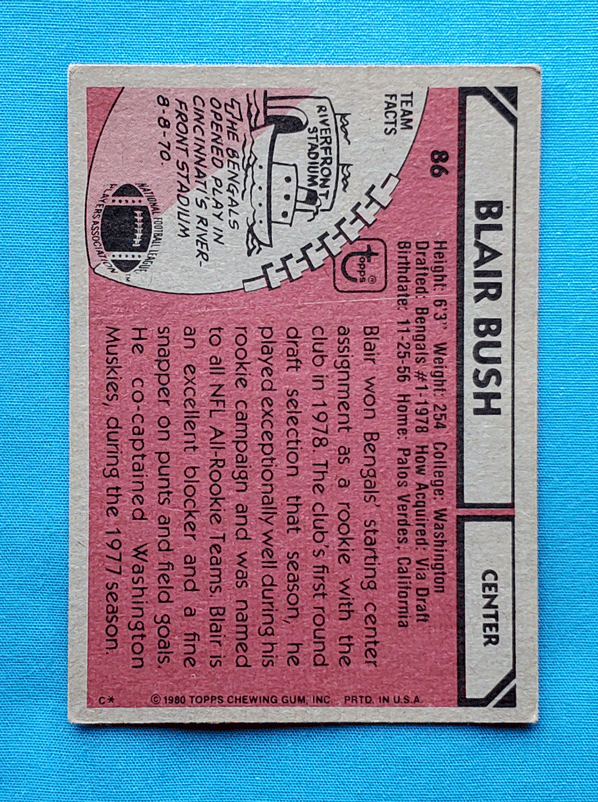 BLAIR BUSH
CENTER
86
Height: 6'3" Weight: 254 College: Washington
Drafted: Bengals #1-1978 How Acquired: Via Draft
Birthdate: 11-25-56 Home: Palos Verdes, California
TEAM
FACTS
RIVERFRONT
STADIUM
THE BENGALS
OPENED PLAY IN
CINCINNATI'S RIVER-
FRONT STADIUM
8-8-70.
NATIONAL FOOTBALL LEAGUE
PLAYERS ASSOCIATION
TM
topps
®
Blair won Bengals' starting center
assignment as a rookie with the
club in 1978. The club's first round
draft selection that season, he
played exceptionally well during his
rookie campaign and was named
to all NFL All-Rookie Teams. Blair is
an excellent blocker and a fine
snapper on punts and field goals.
He co-captained Washington
Muskies, during the 1977 season.
© 1980 TOPPS CHEWING GUM, INC. PRTD. IN U.S.A.
C*